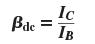 β_dc = I_C / I_B